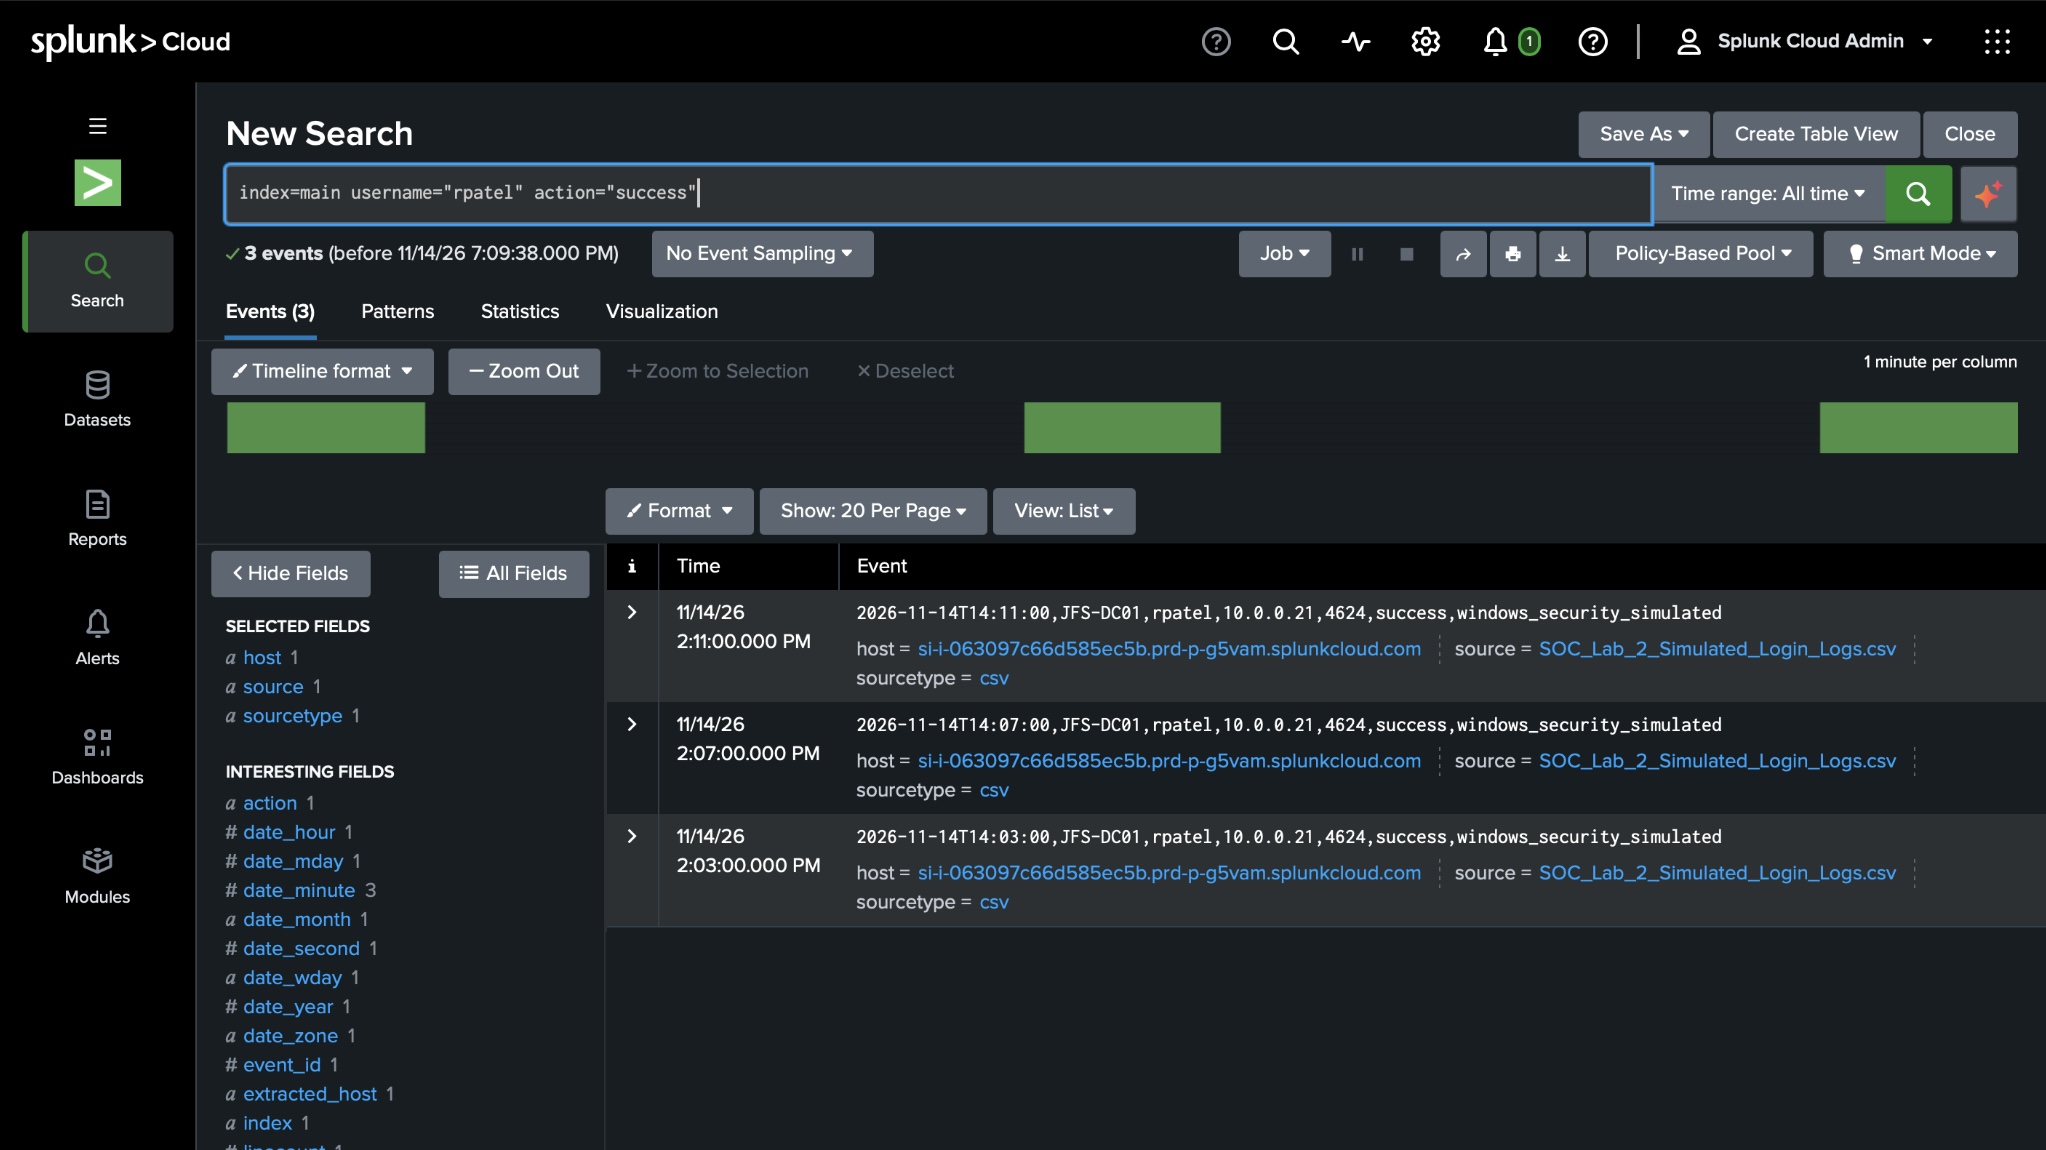 splunk>Cloud
1
Splunk Cloud Admin
New Search
Save As
Create Table View
Close
index=main username="rpatel" action="success"
Time range: All time
3 events (before 11/14/26 7:09:38.000 PM)
No Event Sampling
Job
Policy-Based Pool
Smart Mode
Search
Datasets
Reports
Alerts
Dashboards
Modules
Events (3)
Patterns
Statistics
Visualization
Timeline format
Zoom Out
+ Zoom to Selection
× Deselect
1 minute per column
Format
Show: 20 Per Page
View: List
Hide Fields
All Fields
SELECTED FIELDS
a host 1
a source 1
a sourcetype 1
INTERESTING FIELDS
a action 1
# date_hour 1
# date_mday 1
# date_minute 3
a date_month 1
# date_second 1
a date_wday 1
# date_year 1
a date_zone 1
# event_id 1
a extracted_host 1
a index 1
i
Time
Event
11/14/26
2:11:00.000 PM
2026-11-14T14:11:00,JFS-DC01,rpatel,10.0.0.21,4624,success,windows_security_simulated
host = si-i-063097c66d585ec5b.prd-p-g5vam.splunkcloud.com
source = SOC_Lab_2_Simulated_Login_Logs.csv
sourcetype = csv
11/14/26
2:07:00.000 PM
2026-11-14T14:07:00,JFS-DC01,rpatel,10.0.0.21,4624,success,windows_security_simulated
host = si-i-063097c66d585ec5b.prd-p-g5vam.splunkcloud.com
source = SOC_Lab_2_Simulated_Login_Logs.csv
sourcetype = csv
11/14/26
2:03:00.000 PM
2026-11-14T14:03:00,JFS-DC01,rpatel,10.0.0.21,4624,success,windows_security_simulated
host = si-i-063097c66d585ec5b.prd-p-g5vam.splunkcloud.com
source = SOC_Lab_2_Simulated_Login_Logs.csv
sourcetype = csv